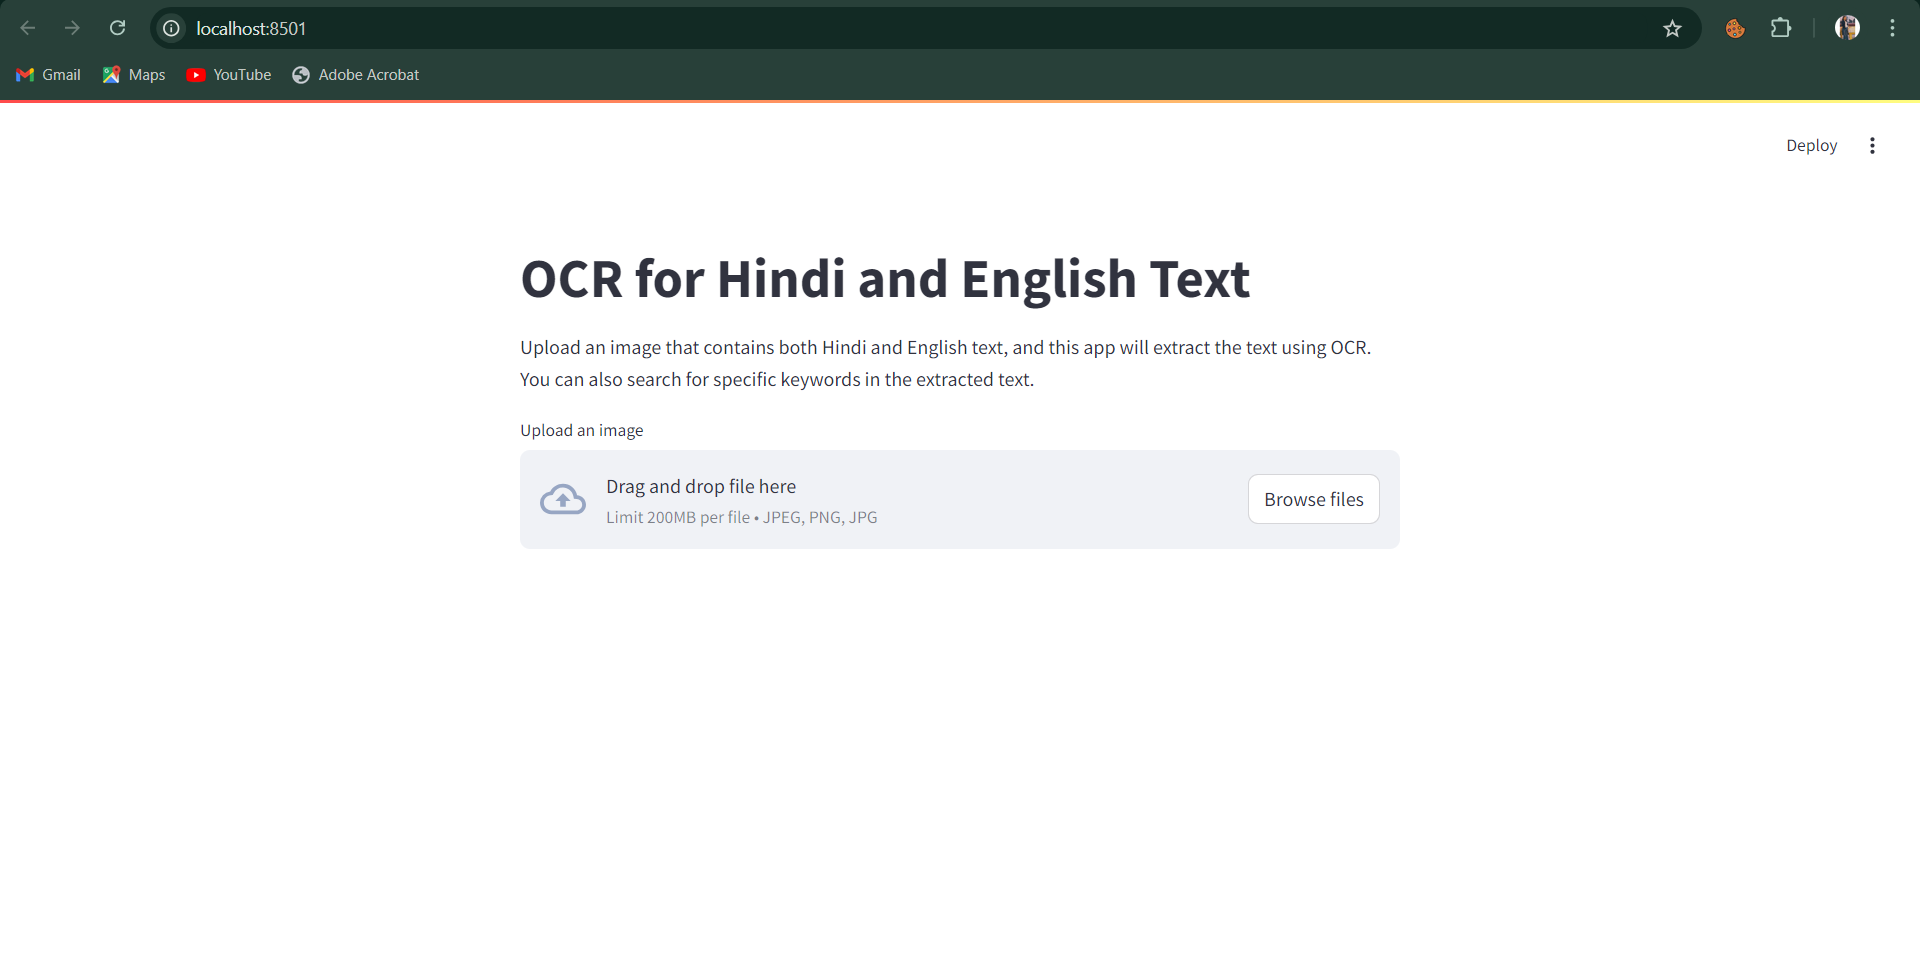 localhost:8501
Gmail Maps YouTube Adobe Acrobat
Deploy
OCR for Hindi and English Text
Upload an image that contains both Hindi and English text, and this app will extract the text using OCR.
You can also search for specific keywords in the extracted text.
Upload an image
Drag and drop file here
Limit 200MB per file • JPEG, PNG, JPG
Browse files